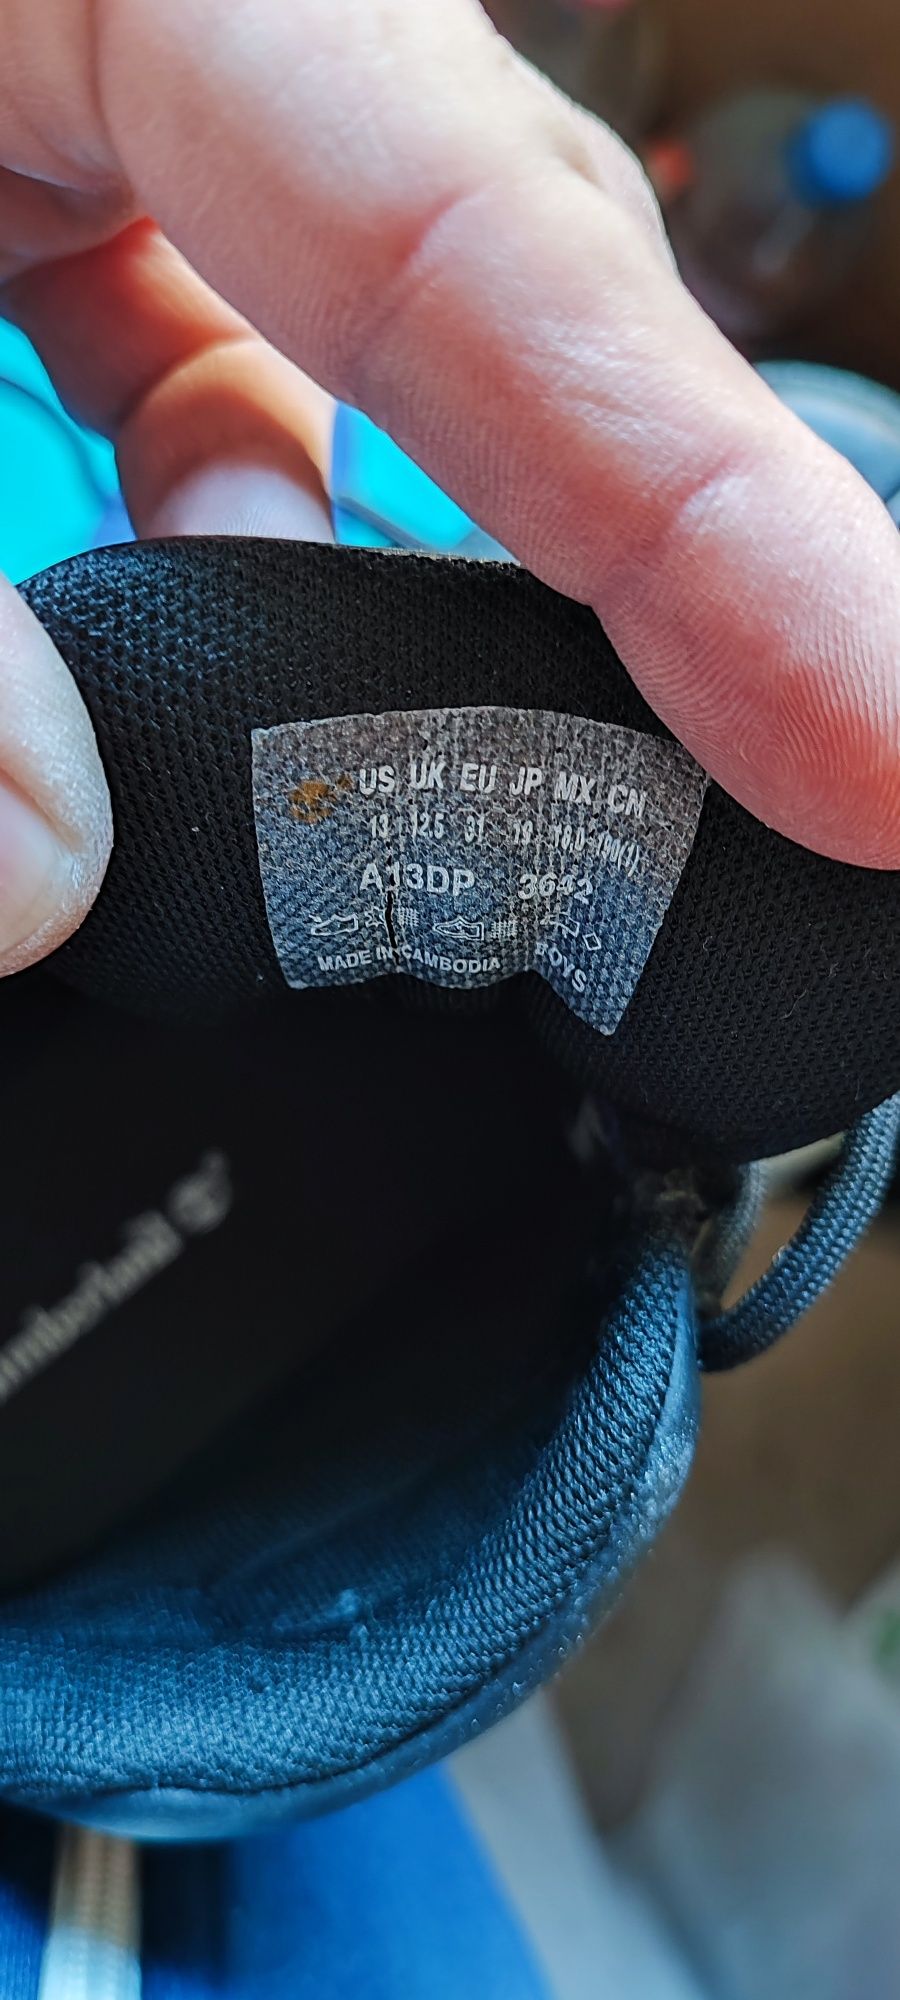 US UK EU JP MX CN
13 12.5 31 19 18.0 190(1)
A13DP 3642
MADE IN CAMBODIA BOYS
Timberland